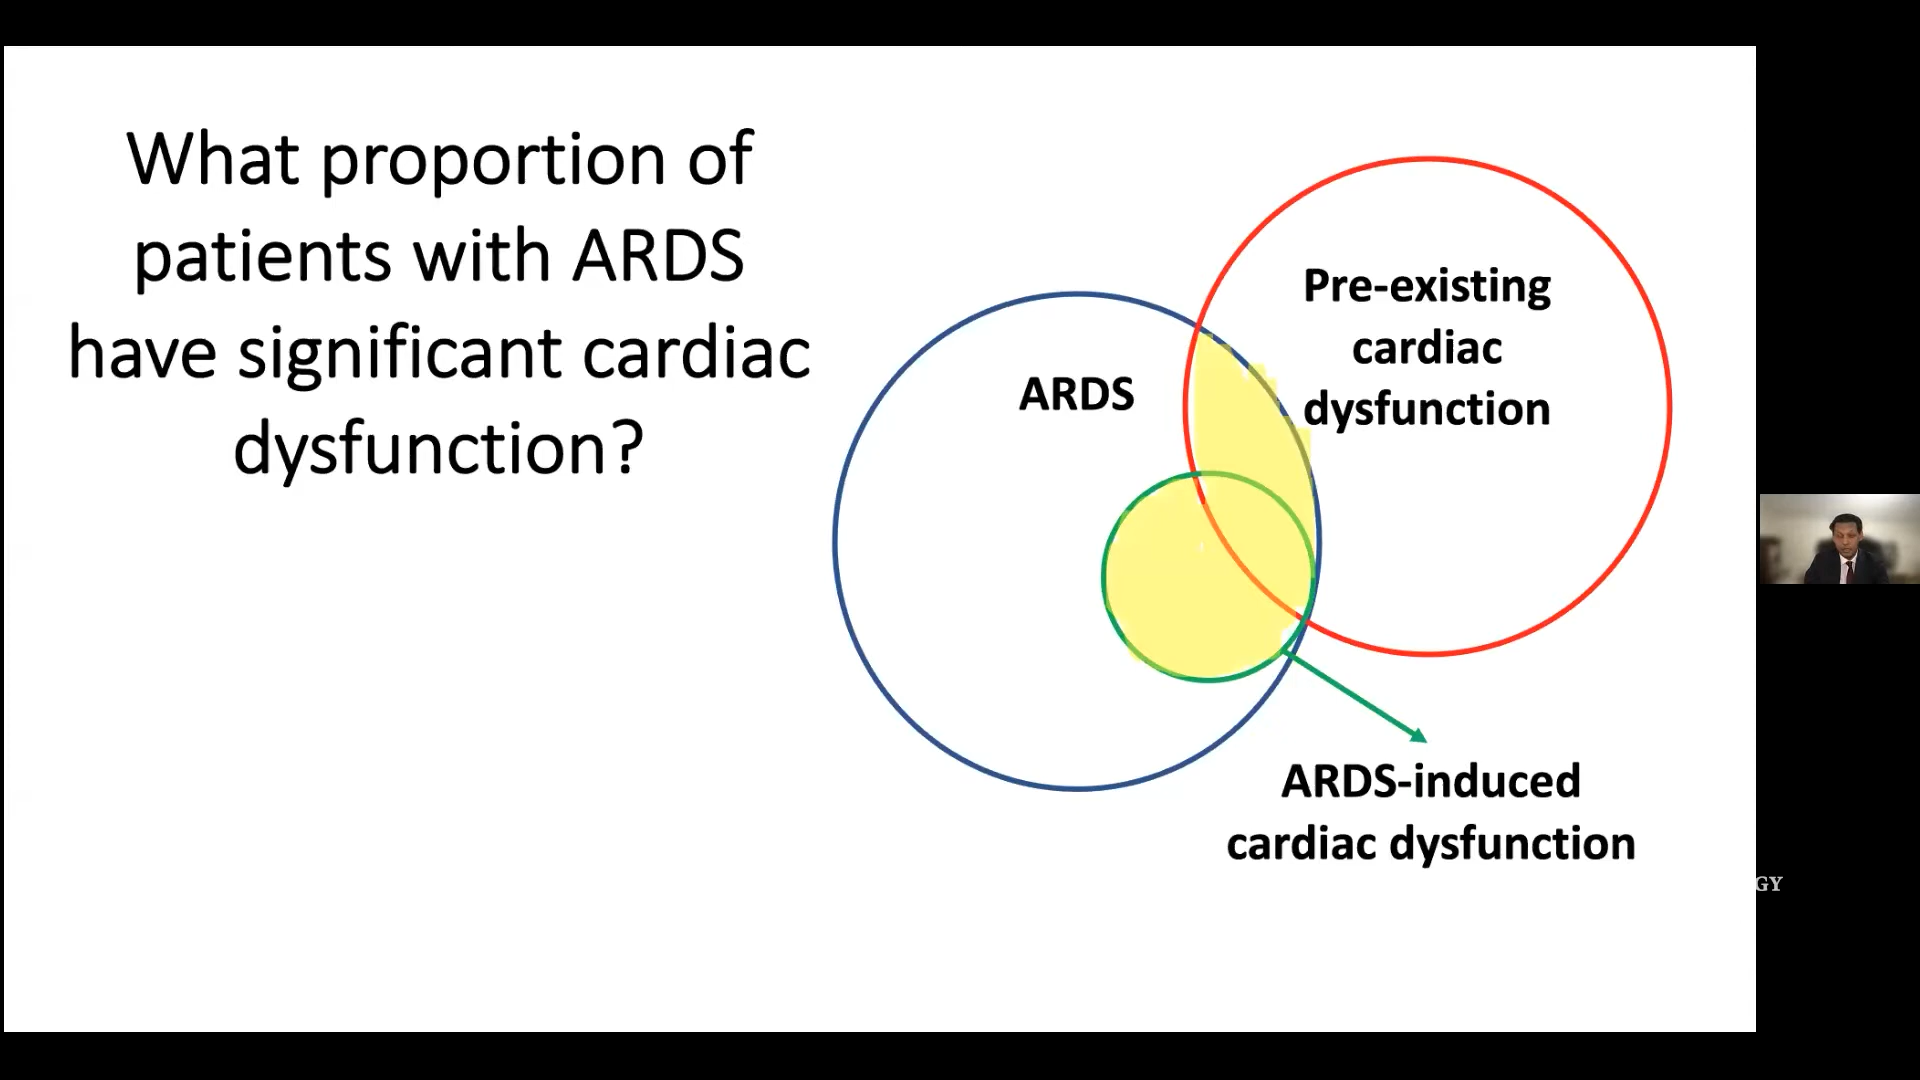 What proportion of
patients with ARDS
have significant cardiac
dysfunction?
ARDS
Pre-existing
cardiac
dysfunction
ARDS-induced
cardiac dysfunction
GY